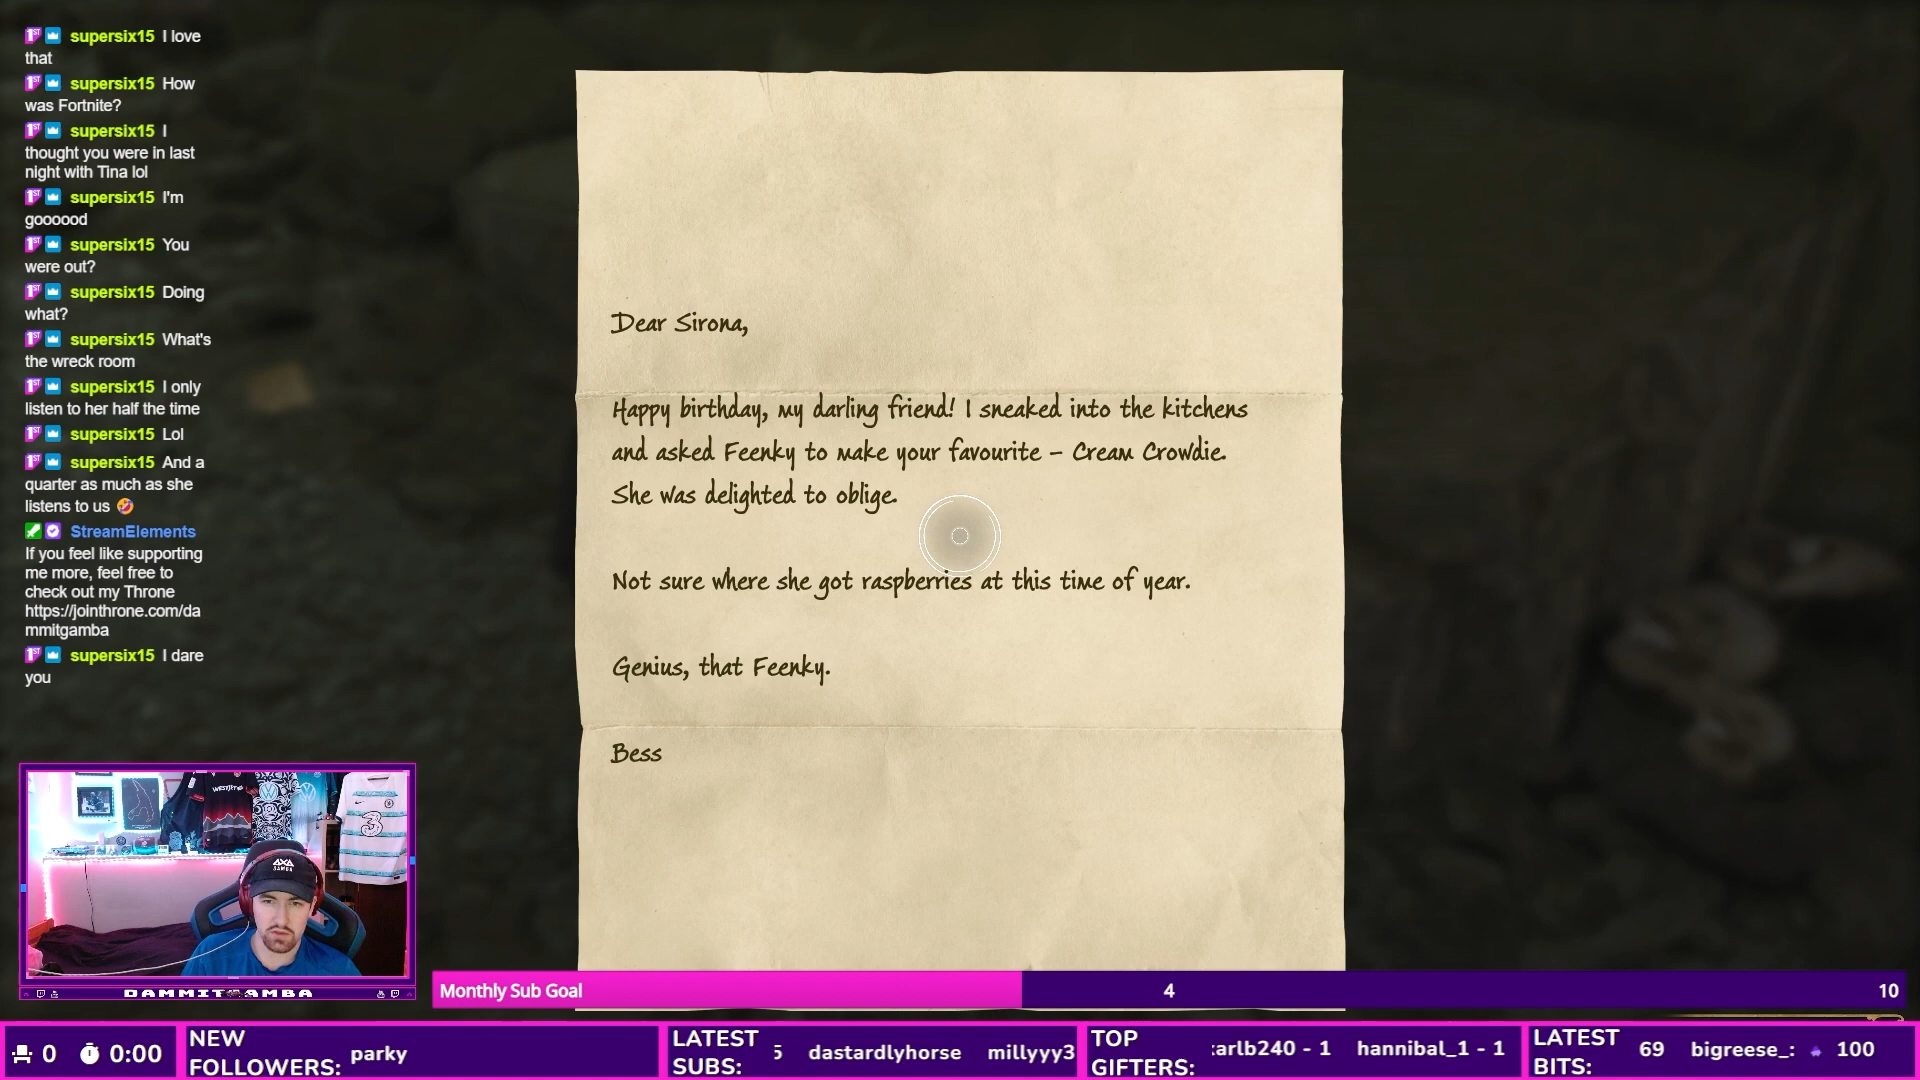 supersix15 I love
that
supersix15 How
was Fortnite?
supersix15 I
thought you were in last
night with Tina lol
supersix15 I'm
goooood
supersix15 You
were out?
supersix15 Doing
what?
supersix15 What's
the wreck room
supersix15 I only
listen to her half the time
supersix15 Lol
supersix15 And a
quarter as much as she
listens to us 🤣
StreamElements
If you feel like supporting
me more, feel free to
check out my Throne
https://jointhrone.com/da
mmitgamba
supersix15 I dare
you
Dear Sirona,
Happy birthday, my darling friend! I sneaked into the kitchens
and asked Feenky to make your favourite – Cream Crowdie.
She was delighted to oblige.
Not sure where she got raspberries at this time of year.
Genius, that Feenky.
Bess
3
DAMMITGAMBA
Monthly Sub Goal 4 10
0 0:00
NEW
FOLLOWERS: parky
LATEST
SUBS: 5 dastardlyhorse millyyy3
TOP
GIFTERS: arlb240 - 1 hannibal_1 - 1
LATEST
BITS: 69 bigreese_: 100